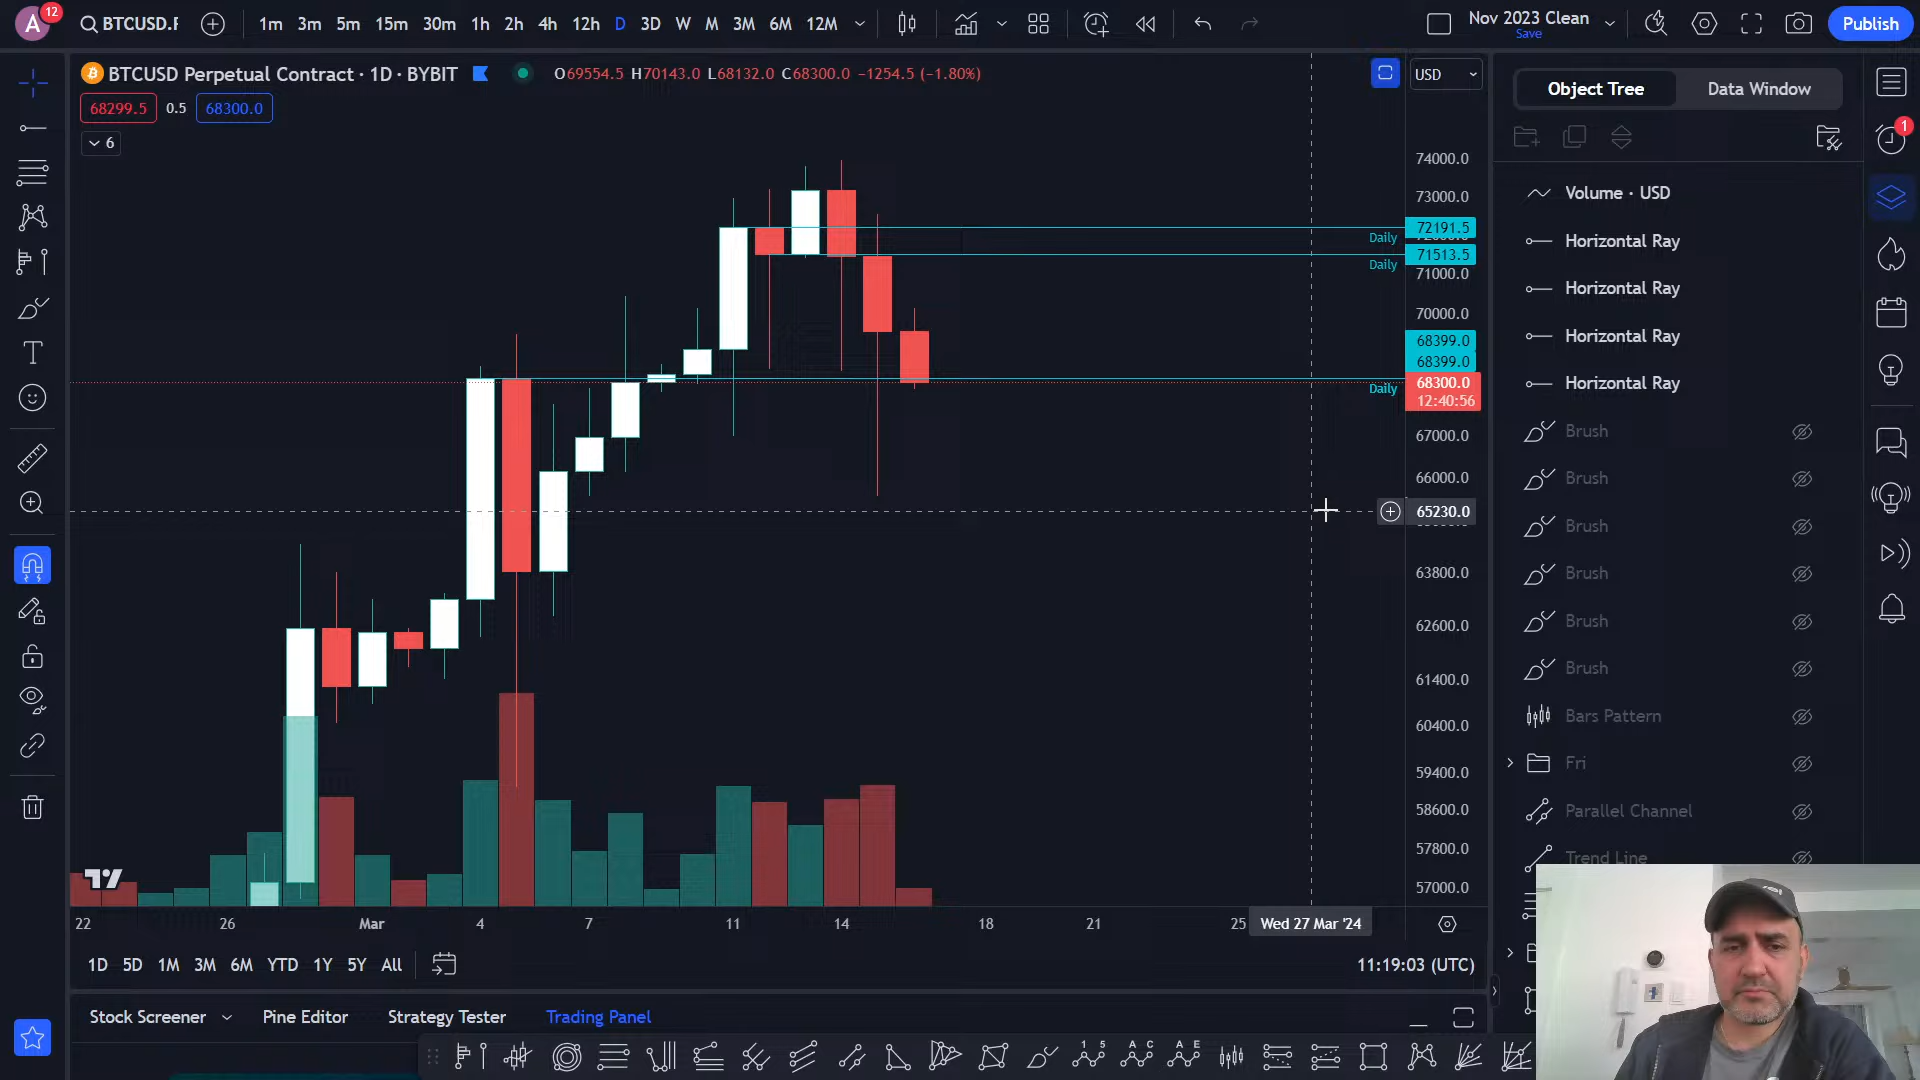 A 12 BTCUSD.F 1m 3m 5m 15m 30m 1h 2h 4h 12h D 3D W M 3M 6M 12M Nov 2023 Clean Save Publish
BTCUSD Perpetual Contract · 1D · BYBIT O69554.5 H70143.0 L68132.0 C68300.0 −1254.5 (−1.80%)
USD
68299.5 0.5 68300.0
6
74000.0
73000.0
72191.5
Daily
71513.5
Daily
71000.0
70000.0
68399.0
68399.0
Daily
68300.0
12:40:56
67000.0
66000.0
65230.0
63800.0
62600.0
61400.0
60400.0
59400.0
58600.0
57800.0
57000.0
22 26 Mar 4 7 11 14 18 21 25 Wed 27 Mar '24
1D 5D 1M 3M 6M YTD 1Y 5Y All
11:19:03 (UTC)
Stock Screener Pine Editor Strategy Tester Trading Panel
Object Tree Data Window
1
Volume · USD
Horizontal Ray
Horizontal Ray
Horizontal Ray
Horizontal Ray
Brush
Brush
Brush
Brush
Brush
Brush
Bars Pattern
Fri
Parallel Channel
Trend Line
T
1 5
A C
A E